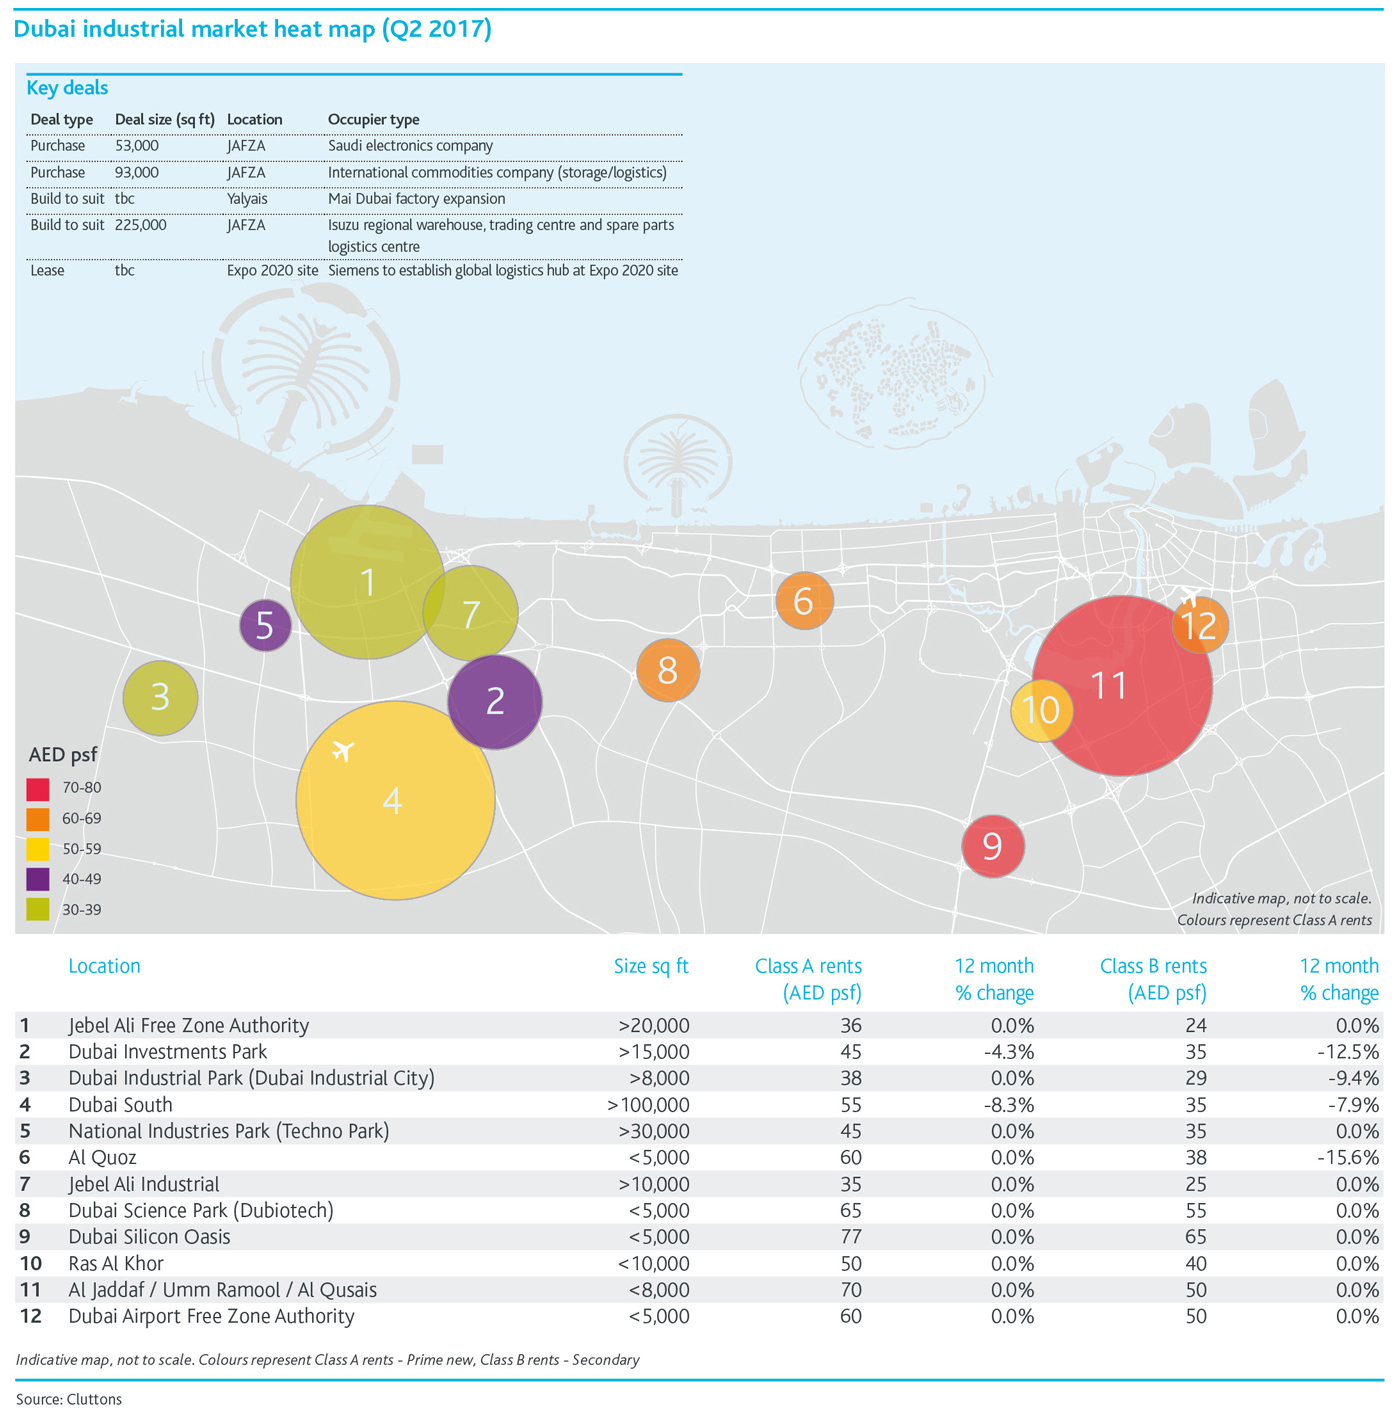 Dubai industrial market heat map (Q2 2017)
Key deals
Deal type Deal size (sq ft) Location Occupier type
Purchase 53,000 JAFZA Saudi electronics company
Purchase 93,000 JAFZA International commodities company (storage/logistics)
Build to suit tbc Yalyais Mai Dubai factory expansion
Build to suit 225,000 JAFZA Isuzu regional warehouse, trading centre and spare parts
logistics centre
Lease tbc Expo 2020 site Siemens to establish global logistics hub at Expo 2020 site
1
7
6
5
12
8
3
2
11
10
4
9
AED psf
70-80
60-69
50-59
40-49
30-39
Indicative map, not to scale.
Colours represent Class A rents
Location Size sq ft Class A rents 12 month Class B rents 12 month
(AED psf) % change (AED psf) % change
1 Jebel Ali Free Zone Authority >20,000 36 0.0% 24 0.0%
2 Dubai Investments Park >15,000 45 -4.3% 35 -12.5%
3 Dubai Industrial Park (Dubai Industrial City) >8,000 38 0.0% 29 -9.4%
4 Dubai South >100,000 55 -8.3% 35 -7.9%
5 National Industries Park (Techno Park) >30,000 45 0.0% 35 0.0%
6 Al Quoz <5,000 60 0.0% 38 -15.6%
7 Jebel Ali Industrial >10,000 35 0.0% 25 0.0%
8 Dubai Science Park (Dubiotech) <5,000 65 0.0% 55 0.0%
9 Dubai Silicon Oasis <5,000 77 0.0% 65 0.0%
10 Ras Al Khor <10,000 50 0.0% 40 0.0%
11 Al Jaddaf / Umm Ramool / Al Qusais <8,000 70 0.0% 50 0.0%
12 Dubai Airport Free Zone Authority <5,000 60 0.0% 50 0.0%
Indicative map, not to scale. Colours represent Class A rents - Prime new, Class B rents - Secondary
Source: Cluttons